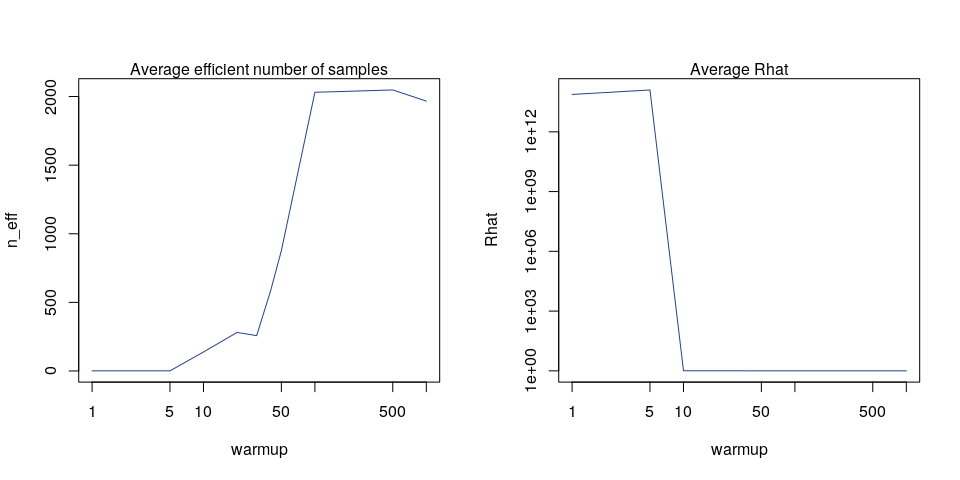 Average efficient number of samples
n_eff
2000
1500
1000
500
0
1 5 10 50 500
warmup
Average Rhat
Rhat
1e+12
1e+09
1e+06
1e+03
1e+00
1 5 10 50 500
warmup